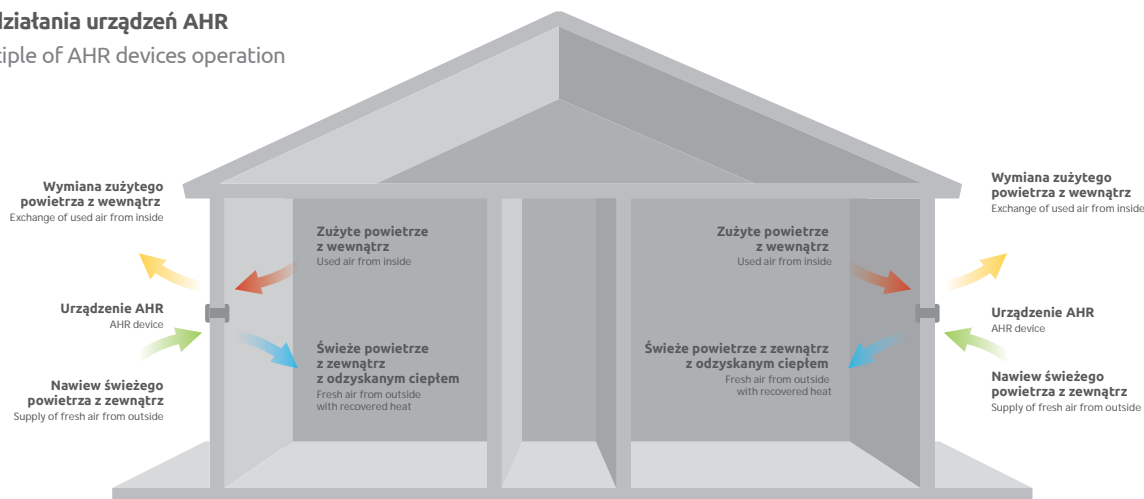 działania urządzeń AHR
ciple of AHR devices operation
Wymiana zużytego
powietrza z wewnątrz
Exchange of used air from inside
Urządzenie AHR
AHR device
Nawiew świeżego
powietrza z zewnątrz
Supply of fresh air from outside
Zużyte powietrze
z wewnątrz
Used air from inside
Świeże powietrze
z zewnątrz
z odzyskanym ciepłem
Fresh air from outside
with recovered heat
Zużyte powietrze
z wewnątrz
Used air from inside
Świeże powietrze z zewnątrz
z odzyskanym ciepłem
Fresh air from outside
with recovered heat
Wymiana zużytego
powietrza z wewnątrz
Exchange of used air from inside
Urządzenie AHR
AHR device
Nawiew świeżego
powietrza z zewnątrz
Supply of fresh air from outside